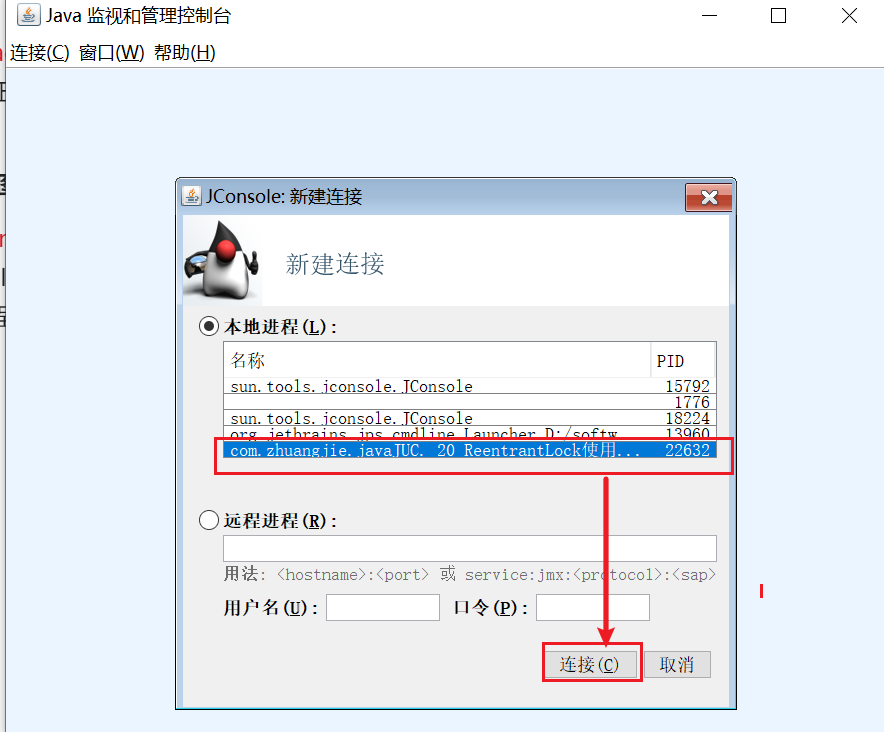 Java 监视和管理控制台
连接(C) 窗口(W) 帮助(H)
JConsole: 新建连接
新建连接
本地进程(L):
名称 PID
sun.tools.jconsole.JConsole 15792
1776
sun.tools.jconsole.JConsole 18224
org.jetbrains.jps.cmdline.Launcher D:/softw... 13960
com.zhuangjie.javaJUC._20_ReentrantLock使用... 22632
远程进程(R):
用法: <hostname>:<port> 或 service:jmx:<protocol>:<sap>
用户名(U): 口令(P):
连接(C) 取消